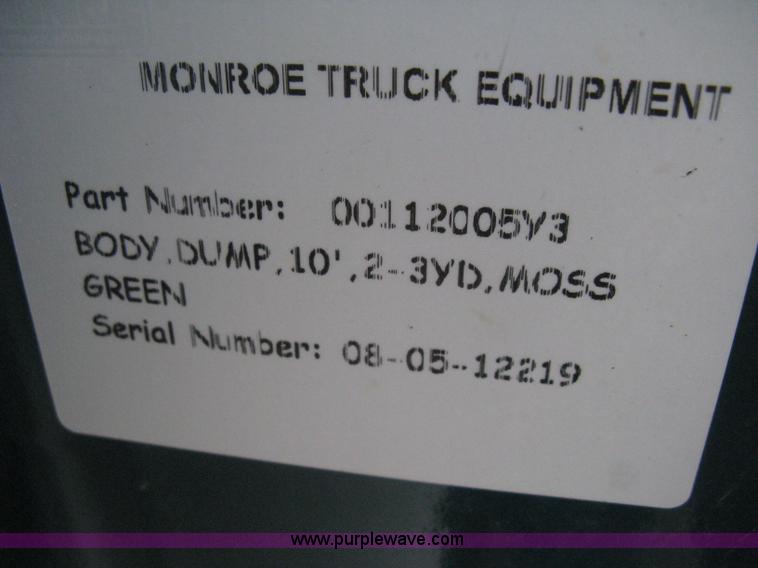 MONROE TRUCK EQUIPMENT
Part Number: 00112005Y3
BODY,DUMP,10',2-3YD,MOSS
GREEN
Serial Number: 08-05-12219
www.purplewave.com